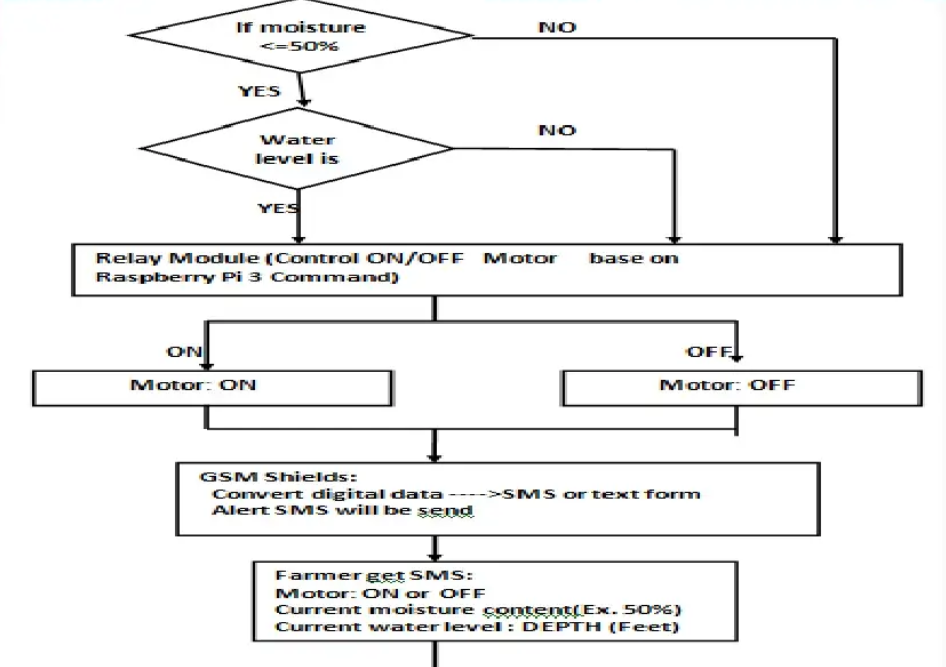 If moisture
<=50%
NO
YES
Water
level is
NO
YES
Relay Module (Control ON/OFF Motor base on
Raspberry Pi 3 Command)
ON
OFF
Motor: ON
Motor: OFF
GSM Shields:
Convert digital data ---->SMS or text form
Alert SMS will be send
Farmer get SMS:
Motor: ON or OFF
Current moisture content(Ex. 50%)
Current water level : DEPTH (Feet)